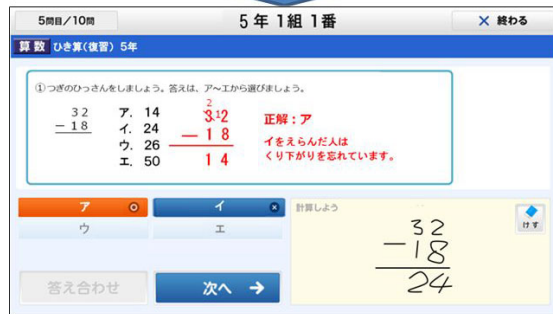 5問目/10問
5年1組1番
× 終わる
算数 ひき算(復習) 5年
①つぎのひっさんをしましょう。答えは、ア~エから選びましょう。
32
- 18
ア. 14
イ. 24
ウ. 26
エ. 50
2
3 12
— 1 8
1 4
正解:ア
イをえらんだ人は
くり下がりを忘れています。
ア
イ
ウ
エ
計算しよう
けす
32
-18
24
答え合わせ
次へ →